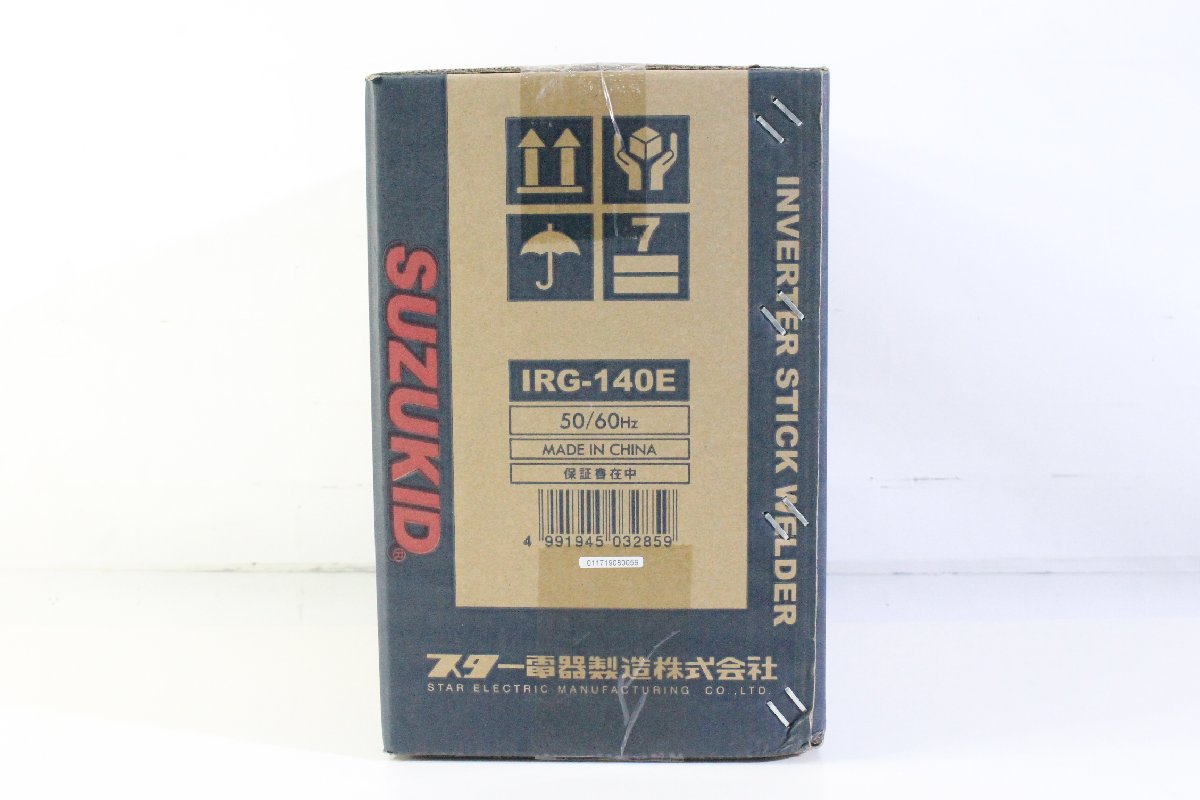 SUZUKID®
7
IRG-140E
50/60Hz
MADE IN CHINA
保証書在中
4 991945 032859
011719080059
INVERTER STICK WELDER
スター電器製造株式会社
STAR ELECTRIC MANUFACTURING CO.,LTD.